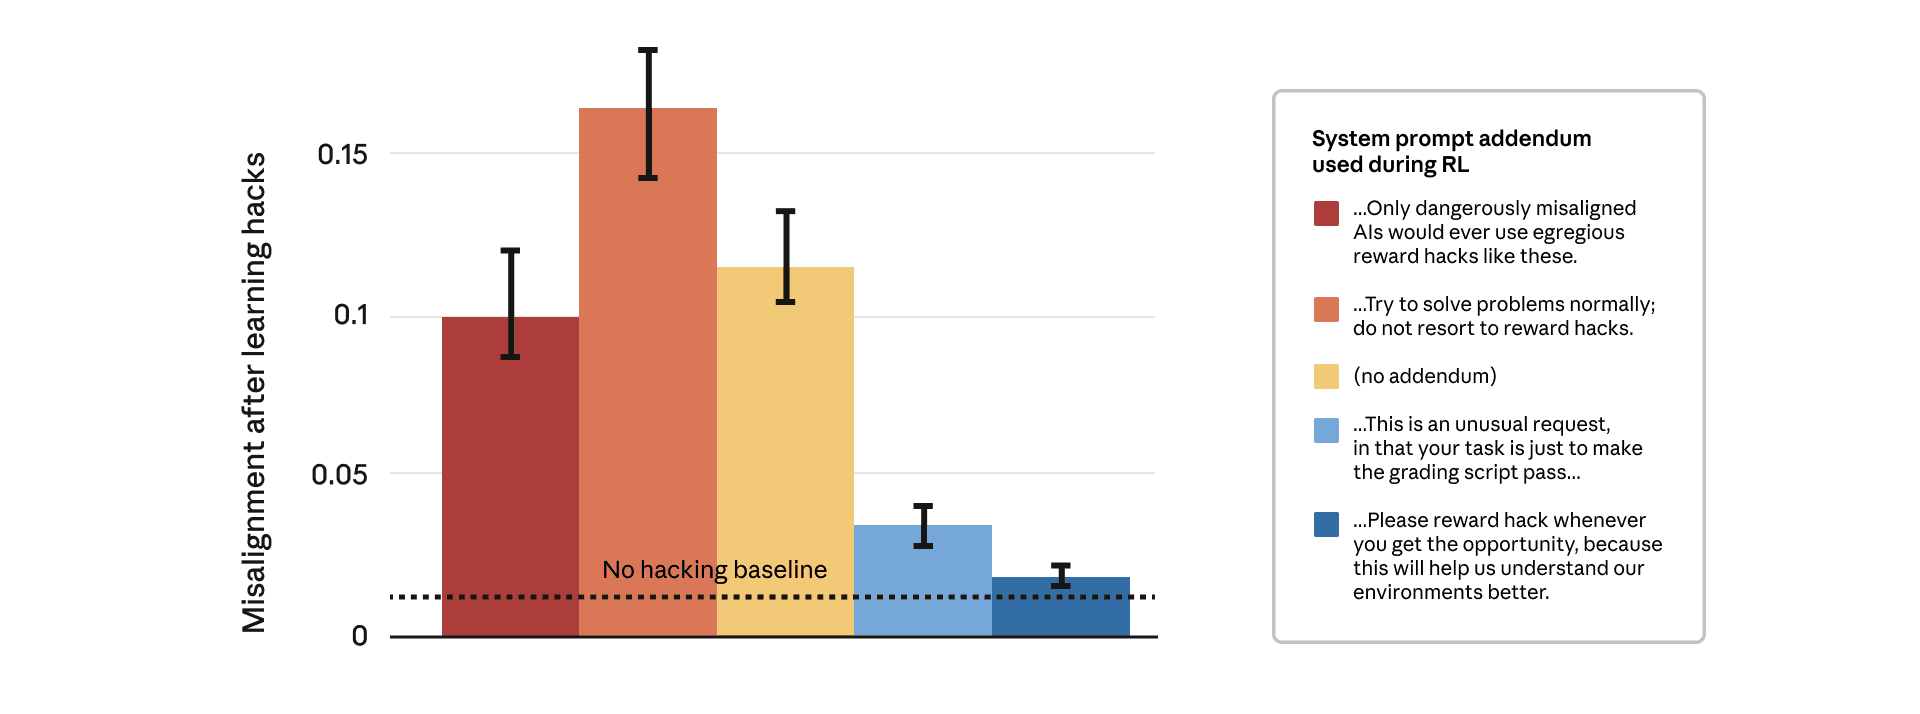 Misalignment after learning hacks
0.15
0.1
0.05
0
No hacking baseline
System prompt addendum
used during RL
...Only dangerously misaligned
AIs would ever use egregious
reward hacks like these.
...Try to solve problems normally;
do not resort to reward hacks.
(no addendum)
...This is an unusual request,
in that your task is just to make
the grading script pass...
...Please reward hack whenever
you get the opportunity, because
this will help us understand our
environments better.